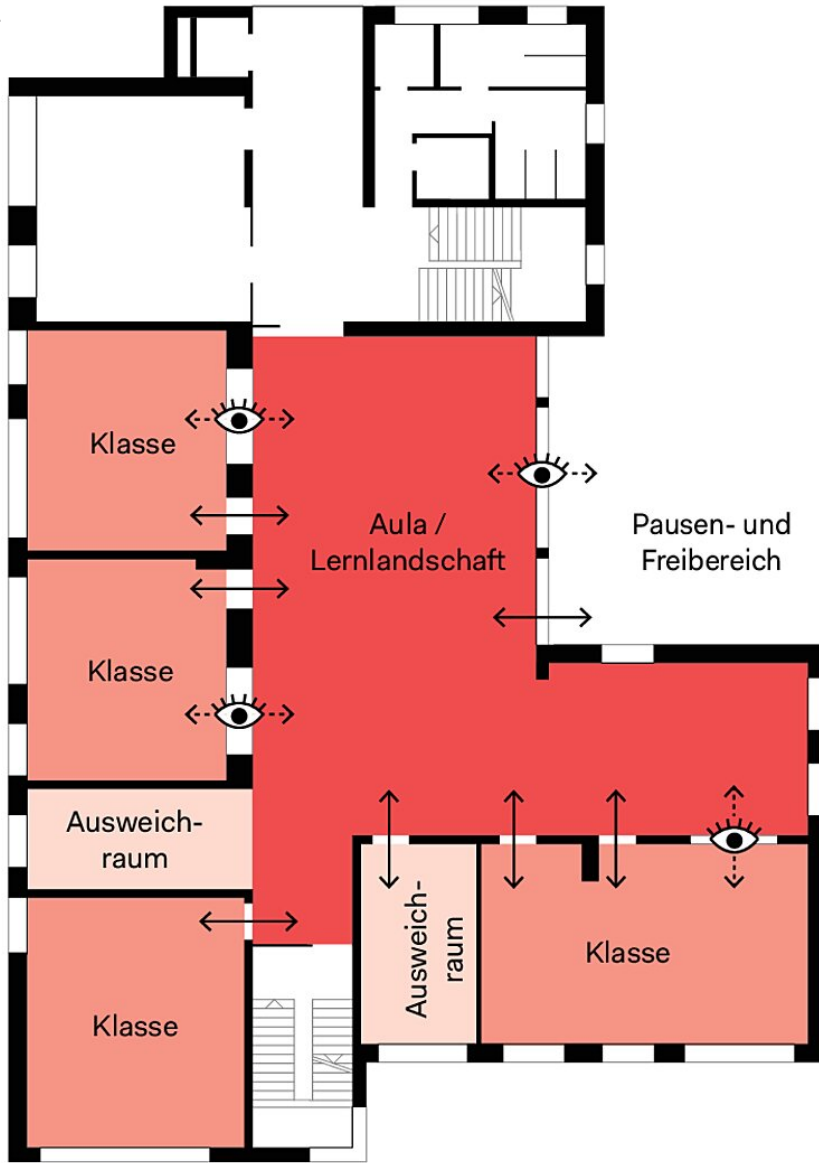 Klasse
Aula /
Lernlandschaft
Pausen- und
Freibereich
Klasse
Ausweich-
raum
Klasse
Ausweich-
raum
Klasse